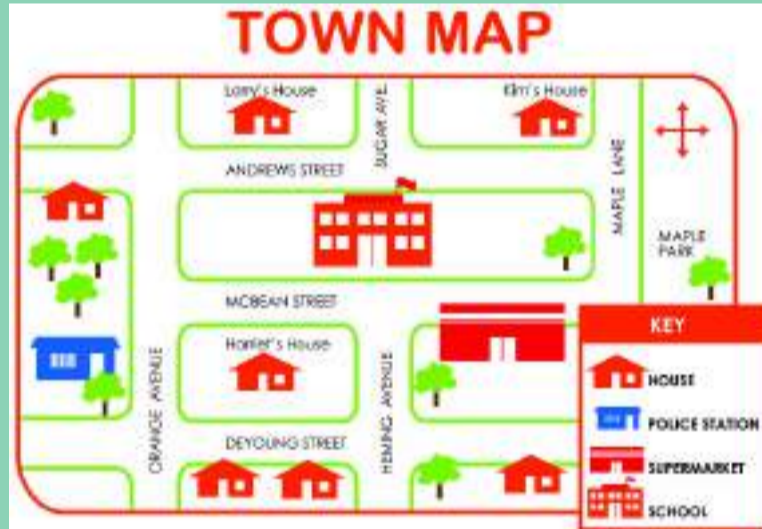 TOWN MAP
Larry's House
SUGAR AVE.
Kim's House
ANDREWS STREET
MAPLE LANE
MAPLE
PARK
MCBEAN STREET
Harriet's House
ORANGE AVENUE
HEMING AVENUE
DEYOUNG STREET
KEY
HOUSE
POLICE STATION
SUPERMARKET
SCHOOL